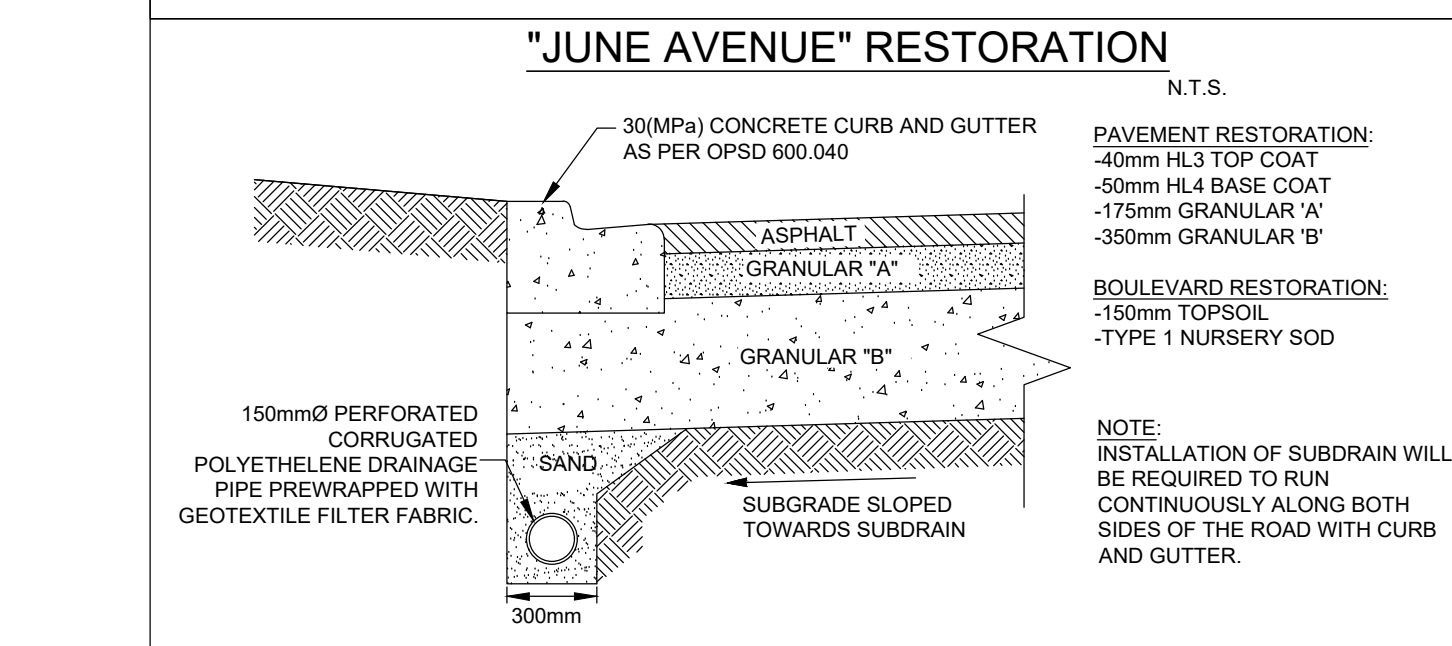 "JUNE AVENUE" RESTORATION
N.T.S.
30(MPa) CONCRETE CURB AND GUTTER
AS PER OPSD 600.040
PAVEMENT RESTORATION:
-40mm HL3 TOP COAT
-50mm HL4 BASE COAT
-175mm GRANULAR 'A'
-350mm GRANULAR 'B'
BOULEVARD RESTORATION:
-150mm TOPSOIL
-TYPE 1 NURSERY SOD
ASPHALT
GRANULAR "A"
GRANULAR "B"
150mmØ PERFORATED
CORRUGATED
POLYETHELENE DRAINAGE
PIPE PREWRAPPED WITH
GEOTEXTILE FILTER FABRIC.
SAND
SUBGRADE SLOPED
TOWARDS SUBDRAIN
300mm
NOTE:
INSTALLATION OF SUBDRAIN WILL
BE REQUIRED TO RUN
CONTINUOUSLY ALONG BOTH
SIDES OF THE ROAD WITH CURB
AND GUTTER.